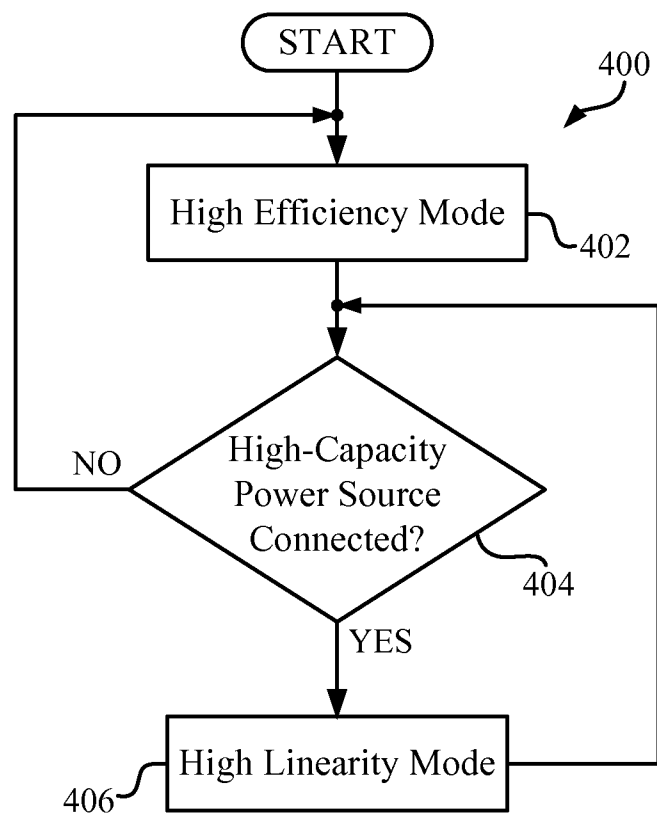 START
400
High Efficiency Mode
402
High-Capacity
Power Source
Connected?
NO
404
YES
High Linearity Mode
406